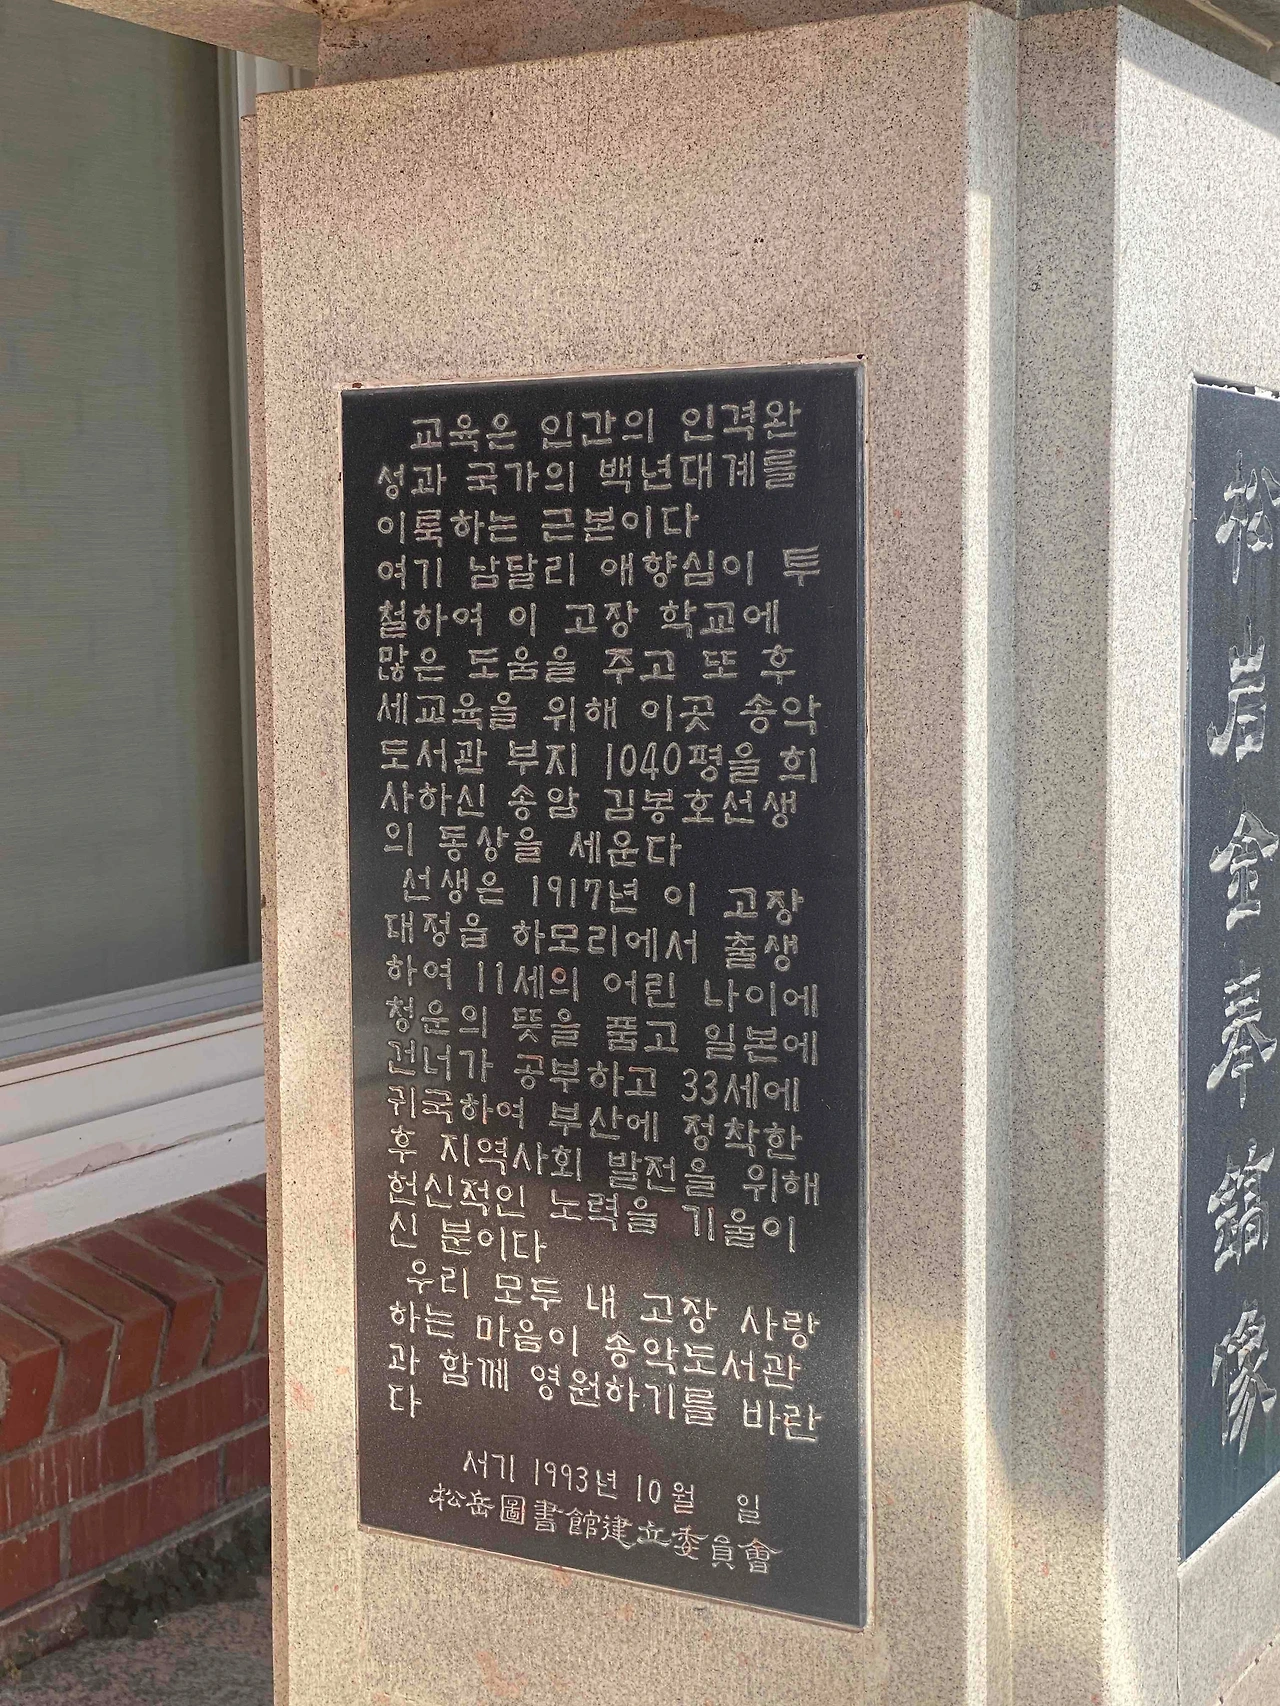 교육은 인간의 인격완
성과 국가의 백년대계를
이룩하는 근본이다
여기 남달리 애향심이 투
철하여 이 고장 학교에
많은 도움을 주고 또 후
세교육을 위해 이곳 송악
도서관 부지 1040평을 희
사하신 송암 김봉호선생
의 동상을 세운다
선생은 1917년 이 고장
대정읍 하모리에서 출생
하여 11세의 어린 나이에
청운의 뜻을 품고 일본에
건너가 공부하고 33세에
귀국하여 부산에 정착한
후 지역사회 발전을 위해
헌신적인 노력을 기울이
신 분이다
우리 모두 내 고장 사랑
하는 마음이 송악도서관
과 함께 영원하기를 바란
다
서기 1993년 10월 일
松岳圖書館建立委員會
松岩金奉鎬像